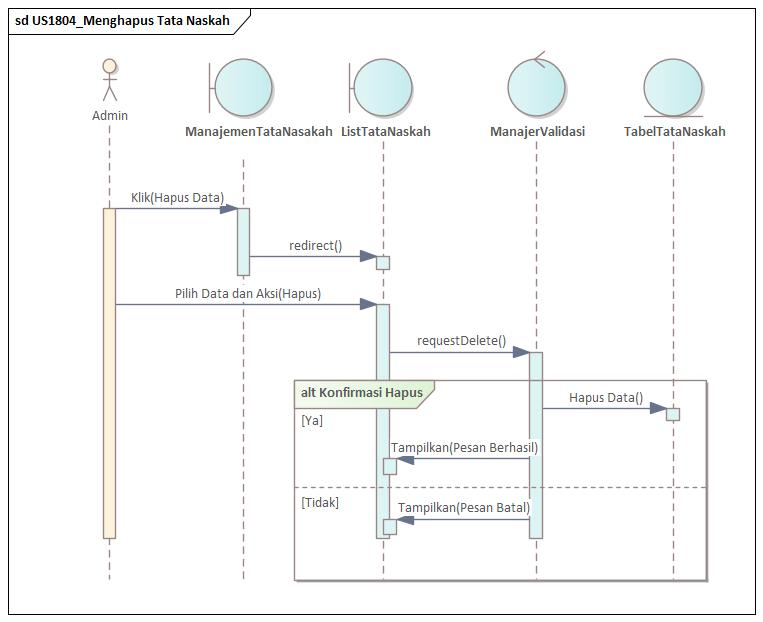 sd US1804_Menghapus Tata Naskah
Admin
ManajemenTataNasakah
ListTataNaskah
ManajerValidasi
TabelTataNaskah
Klik(Hapus Data)
redirect()
Pilih Data dan Aksi(Hapus)
requestDelete()
alt Konfirmasi Hapus
Hapus Data()
[Ya]
Tampilkan(Pesan Berhasil)
[Tidak]
Tampilkan(Pesan Batal)